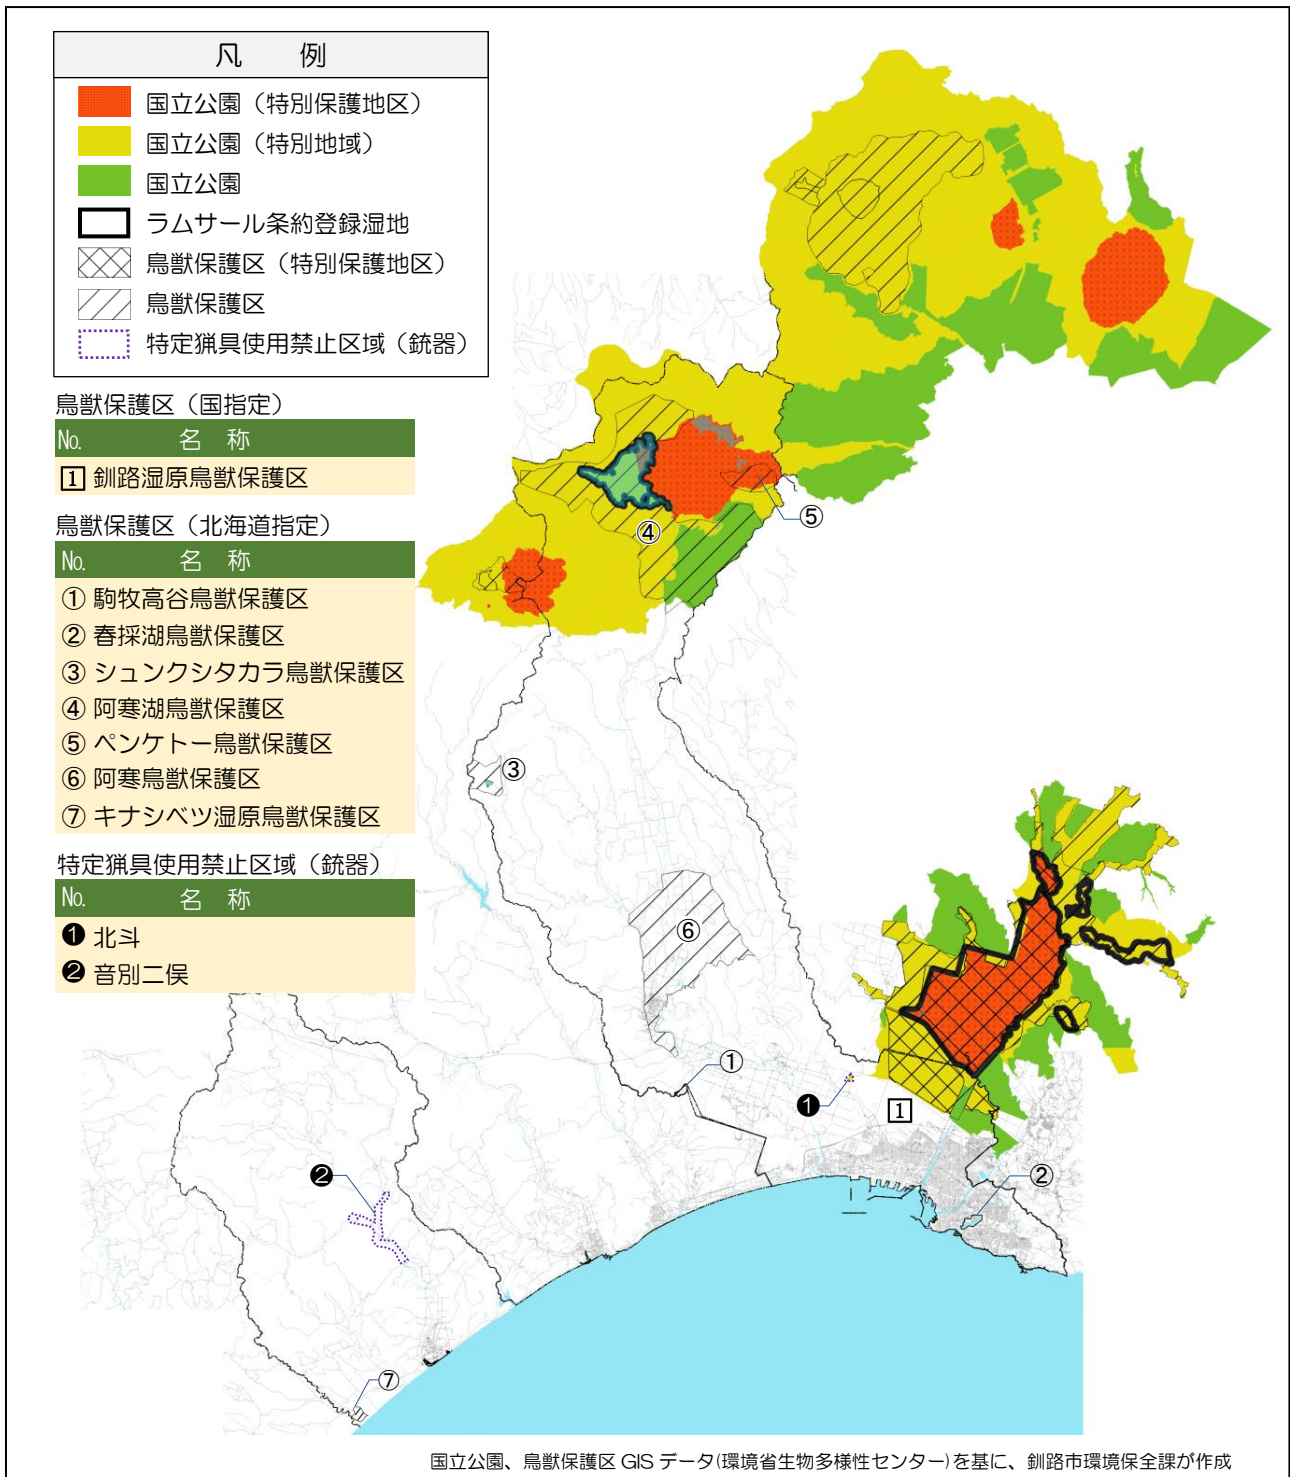 凡　例
国立公園（特別保護地区）
国立公園（特別地域）
国立公園
ラムサール条約登録湿地
鳥獣保護区（特別保護地区）
鳥獣保護区
特定猟具使用禁止区域（銃器）
鳥獣保護区（国指定）
No.　名　称
1 釧路湿原鳥獣保護区
鳥獣保護区（北海道指定）
No.　名　称
① 駒牧高谷鳥獣保護区
② 春採湖鳥獣保護区
③ シュンクシタカラ鳥獣保護区
④ 阿寒湖鳥獣保護区
⑤ ペンケトー鳥獣保護区
⑥ 阿寒鳥獣保護区
⑦ キナシベツ湿原鳥獣保護区
特定猟具使用禁止区域（銃器）
No.　名　称
❶ 北斗
❷ 音別二俣
⑤
④
③
⑥
①
❶
1
②
❷
⑦
国立公園、鳥獣保護区 GIS データ(環境省生物多様性センター)を基に、釧路市環境保全課が作成